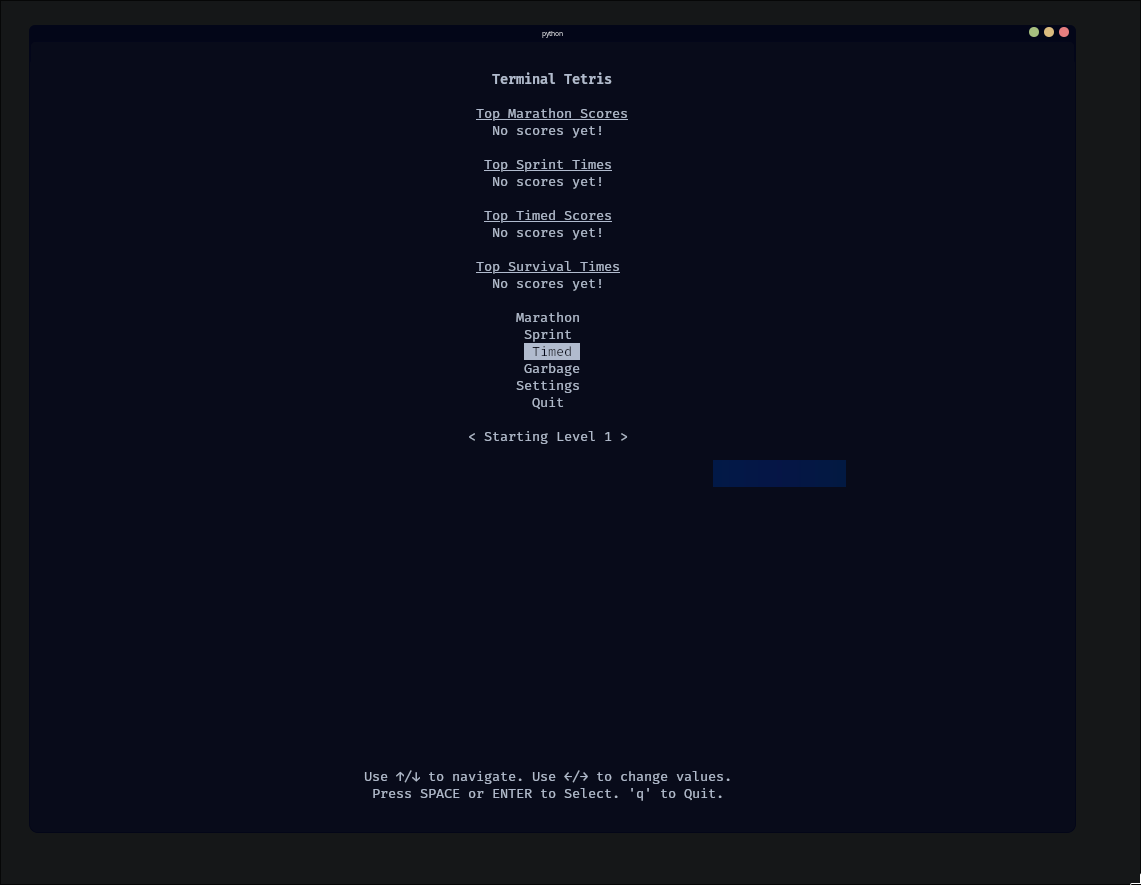 python
Terminal Tetris
Top Marathon Scores
No scores yet!
Top Sprint Times
No scores yet!
Top Timed Scores
No scores yet!
Top Survival Times
No scores yet!
Marathon
Sprint
Timed
Garbage
Settings
Quit
< Starting Level 1 >
Use ↑/↓ to navigate. Use ←/→ to change values.
Press SPACE or ENTER to Select. 'q' to Quit.